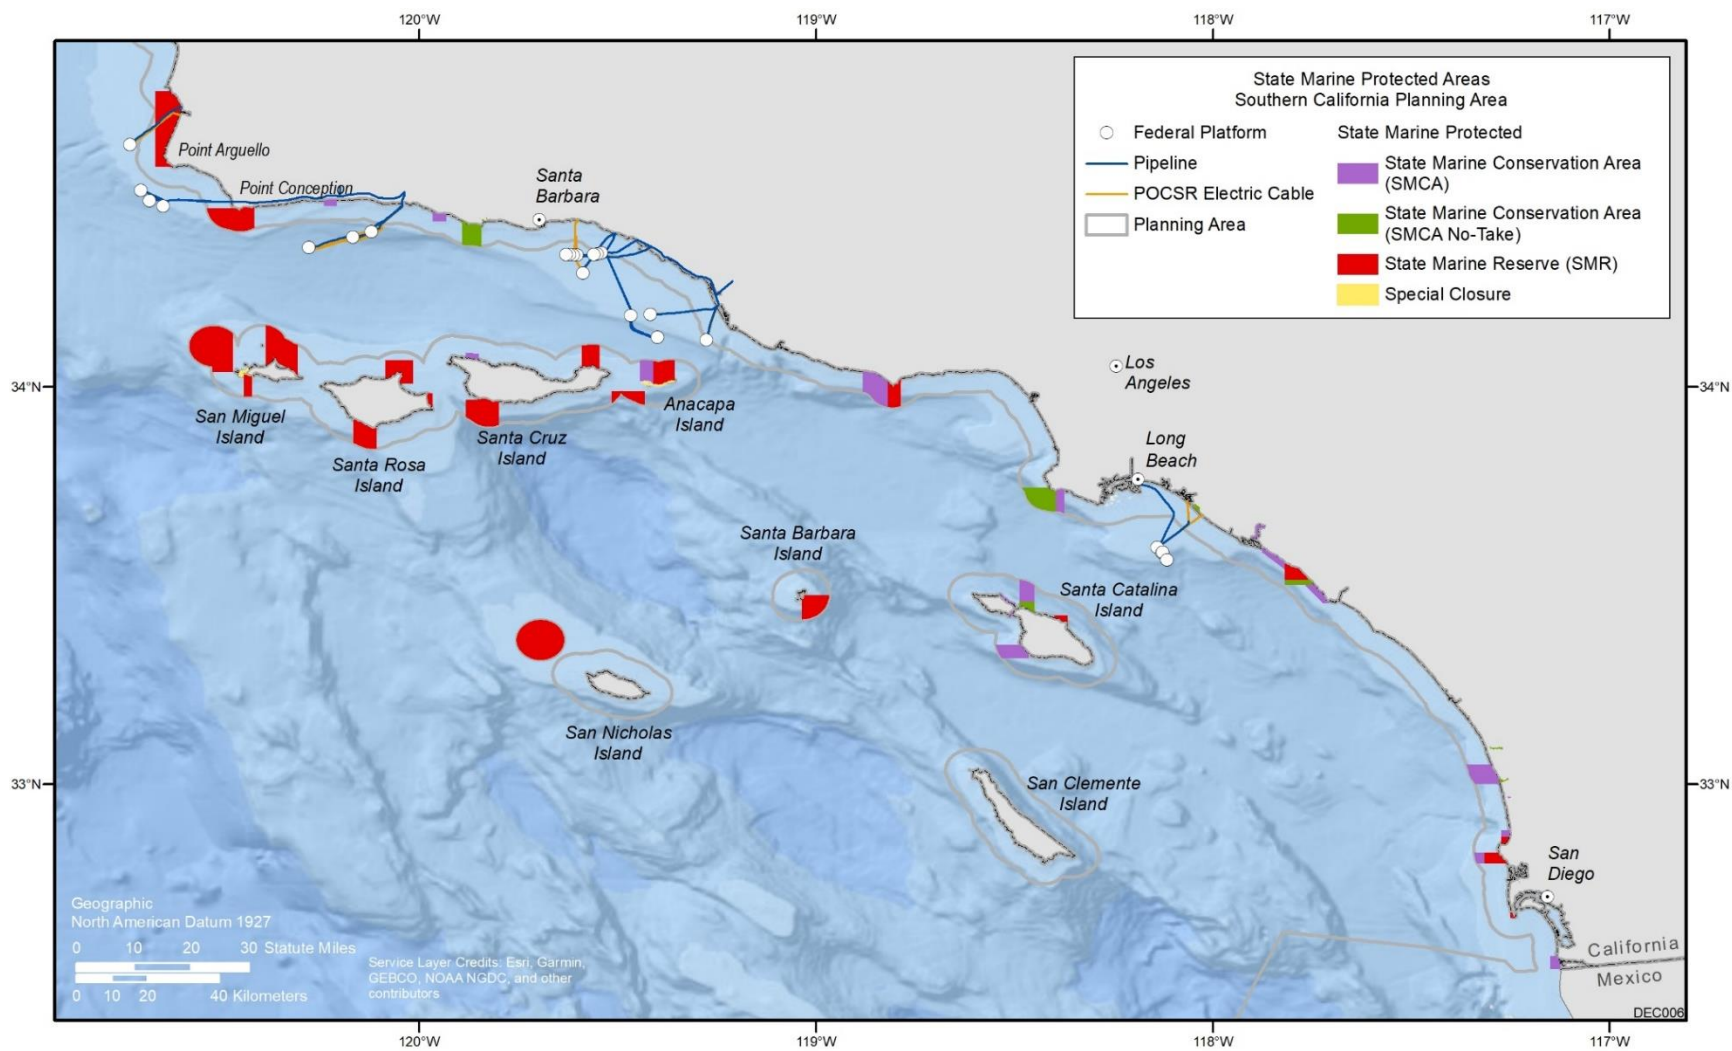 120°W
119°W
118°W
117°W
State Marine Protected Areas
Southern California Planning Area
Federal Platform
Pipeline
POCSR Electric Cable
Planning Area
State Marine Protected
State Marine Conservation Area
(SMCA)
State Marine Conservation Area
(SMCA No-Take)
State Marine Reserve (SMR)
Special Closure
Point Arguello
Point Conception
Santa
Barbara
Los
Angeles
34°N
34°N
San Miguel
Island
Santa Rosa
Island
Santa Cruz
Island
Anacapa
Island
Long
Beach
Santa Barbara
Island
Santa Catalina
Island
San Nicholas
Island
San Clemente
Island
33°N
33°N
San
Diego
California
Mexico
Geographic
North American Datum 1927
0 10 20 30 Statute Miles
0 10 20 40 Kilometers
Service Layer Credits: Esri, Garmin,
GEBCO, NOAA NGDC, and other
contributors
DEC006
120°W
119°W
118°W
117°W